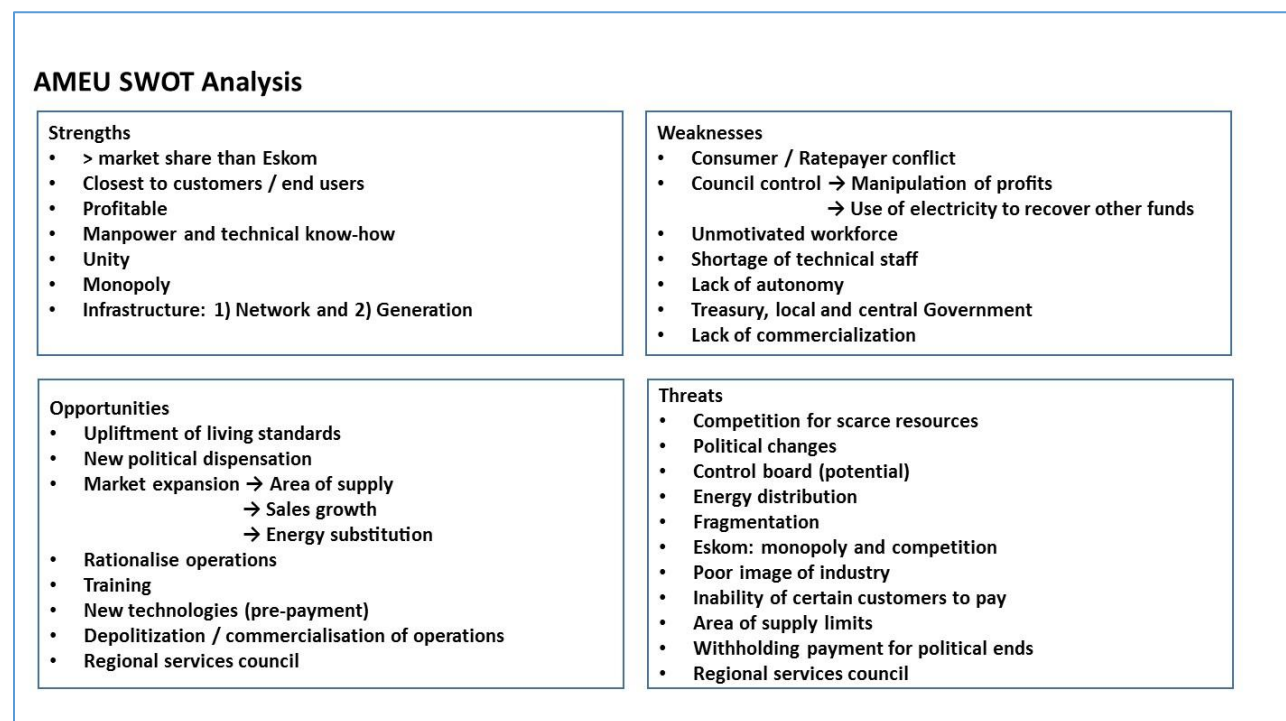 AMEU SWOT Analysis
Strengths
• > market share than Eskom
• Closest to customers / end users
• Profitable
• Manpower and technical know-how
• Unity
• Monopoly
• Infrastructure: 1) Network and 2) Generation
Weaknesses
• Consumer / Ratepayer conflict
• Council control → Manipulation of profits
→ Use of electricity to recover other funds
• Unmotivated workforce
• Shortage of technical staff
• Lack of autonomy
• Treasury, local and central Government
• Lack of commercialization
Opportunities
• Upliftment of living standards
• New political dispensation
• Market expansion → Area of supply
→ Sales growth
→ Energy substitution
• Rationalise operations
• Training
• New technologies (pre-payment)
• Depolitization / commercialisation of operations
• Regional services council
Threats
• Competition for scarce resources
• Political changes
• Control board (potential)
• Energy distribution
• Fragmentation
• Eskom: monopoly and competition
• Poor image of industry
• Inability of certain customers to pay
• Area of supply limits
• Withholding payment for political ends
• Regional services council